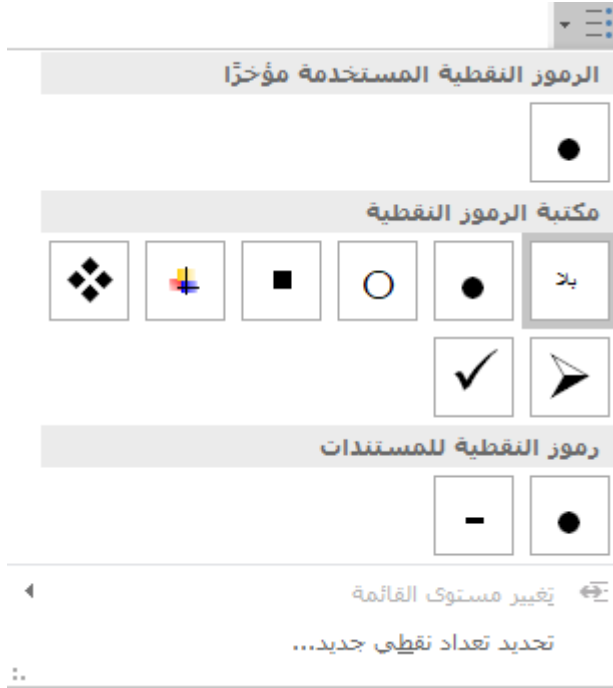 الرموز النقطية المستخدمة مؤخرًا
مكتبة الرموز النقطية
بلا
رموز النقطية للمستندات
تغيير مستوى القائمة
تحديد تعداد نقطي جديد...